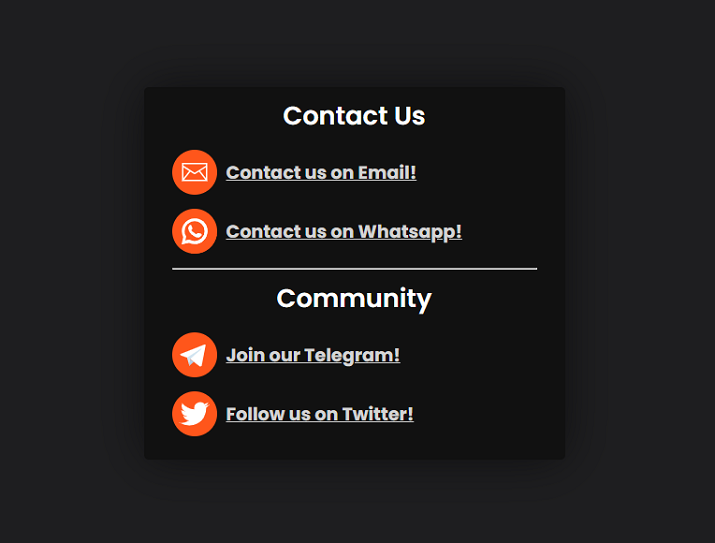 Contact Us
Contact us on Email!
Contact us on Whatsapp!
Community
Join our Telegram!
Follow us on Twitter!